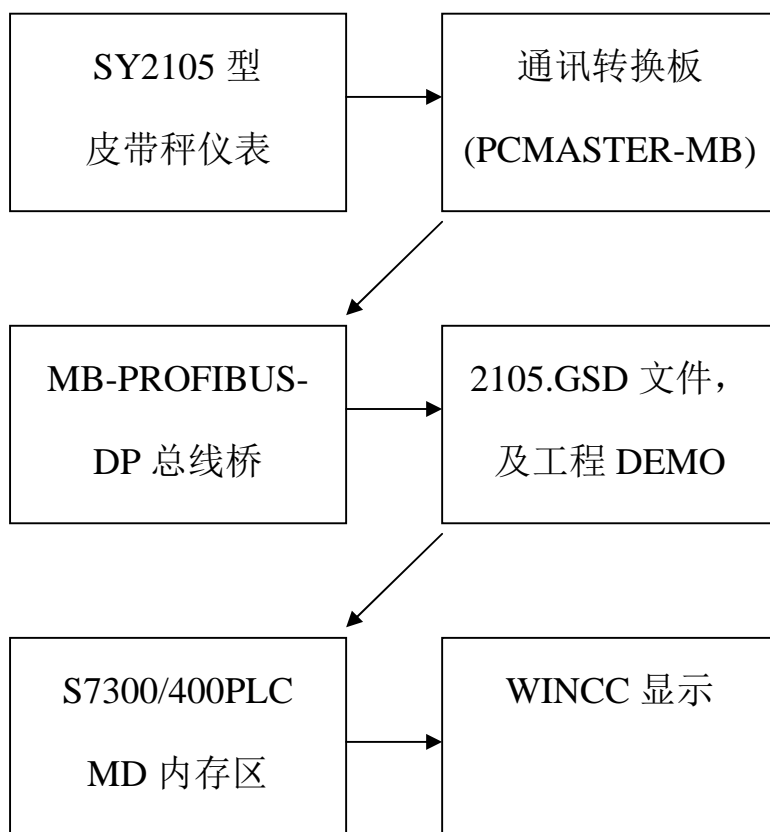 SY2105 型
皮带秤仪表
通讯转换板
(PCMASTER-MB)
MB-PROFIBUS-
DP 总线桥
2105.GSD 文件，
及工程 DEMO
S7300/400PLC
MD 内存区
WINCC 显示